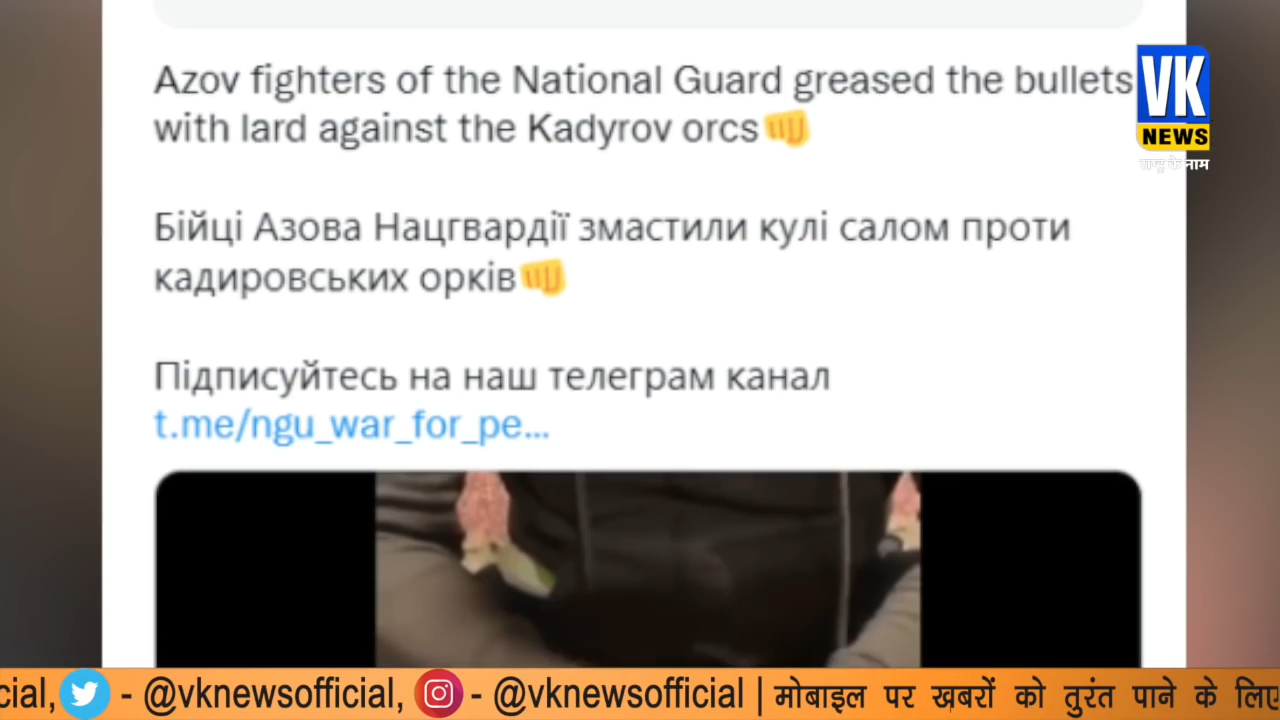 Azov fighters of the National Guard greased the bullets
with lard against the Kadyrov orcs👊
VK
NEWS
राष्ट्र के नाम
Бійці Азова Нацгвардії змастили кулі салом проти
кадировських орків👊
Підписуйтесь на наш телеграм канал
t.me/ngu_war_for_pe...
cial, - @vknewsofficial, - @vknewsofficial | मोबाइल पर ख़बरों को तुरंत पाने के लिए